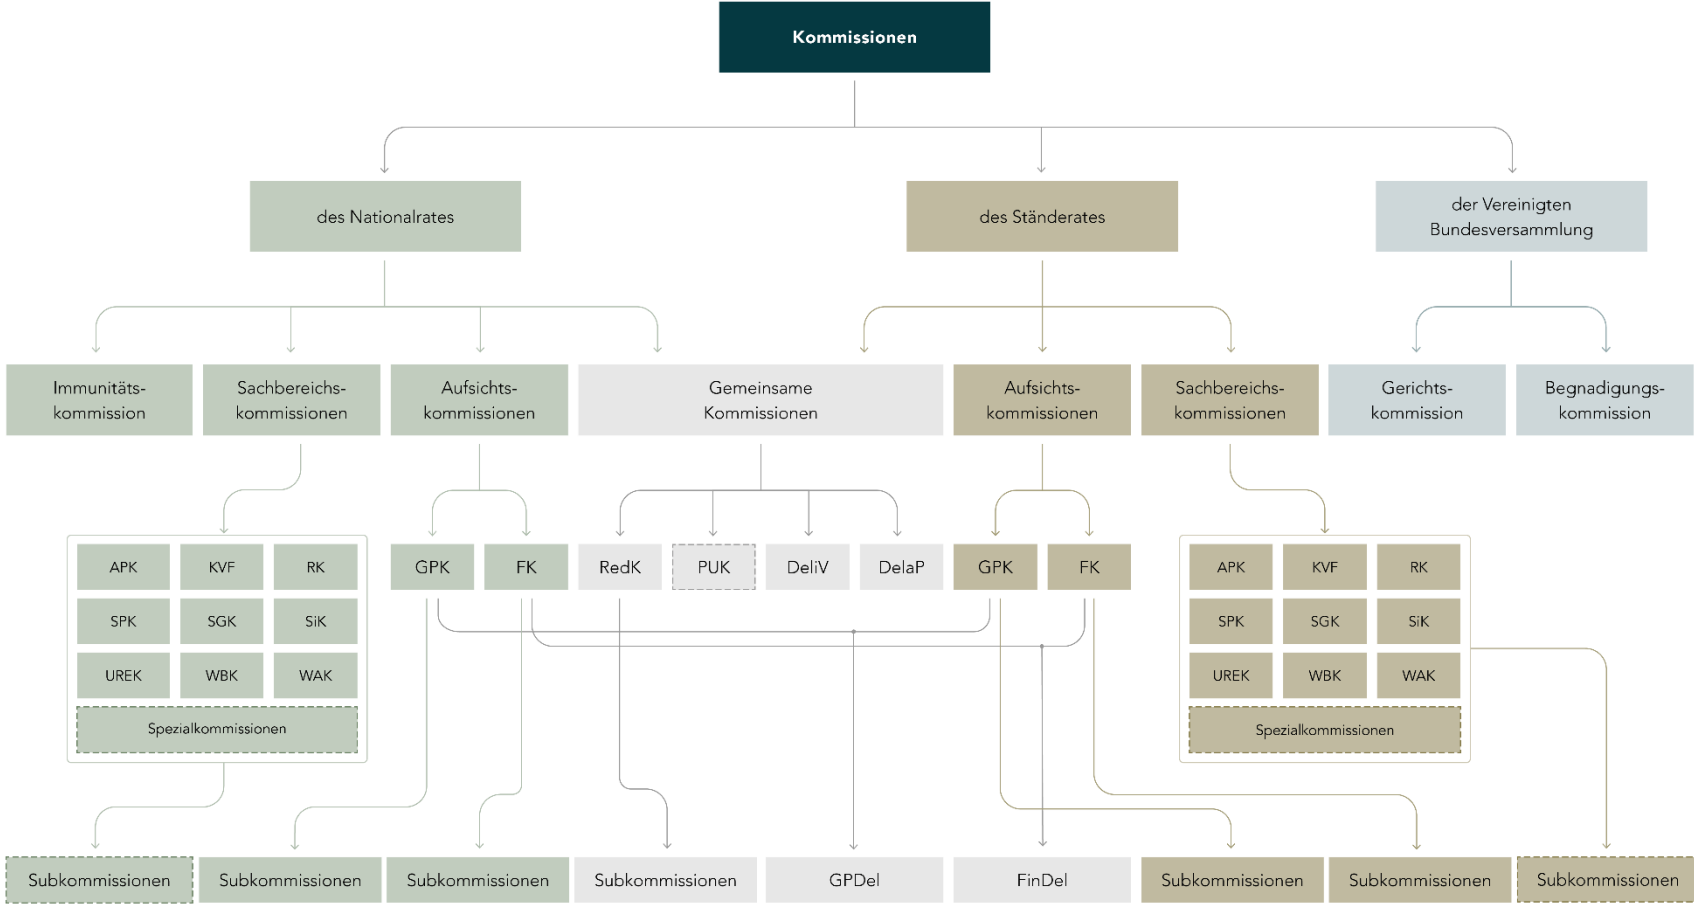 Kommissionen
des Nationalrates
des Ständerates
der Vereinigten
Bundesversammlung
Immunitäts-
kommission
Sachbereichs-
kommissionen
Aufsichts-
kommissionen
Gemeinsame
Kommissionen
Aufsichts-
kommissionen
Sachbereichs-
kommissionen
Gerichts-
kommission
Begnadigungs-
kommission
APK
KVF
RK
SPK
SGK
SiK
UREK
WBK
WAK
Spezialkommissionen
GPK
FK
RedK
PUK
DeliV
DelaP
GPK
FK
APK
KVF
RK
SPK
SGK
SiK
UREK
WBK
WAK
Spezialkommissionen
Subkommissionen
Subkommissionen
Subkommissionen
Subkommissionen
GPDel
FinDel
Subkommissionen
Subkommissionen
Subkommissionen